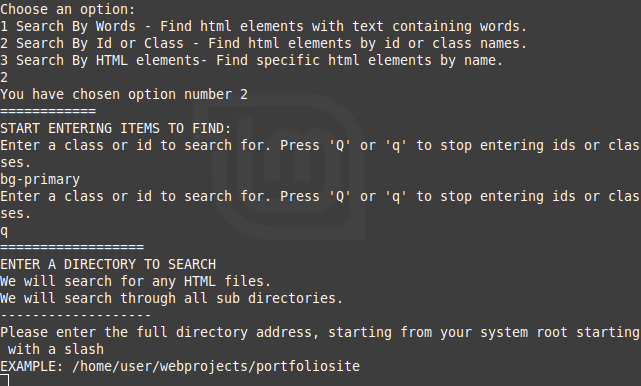 Choose an option:
1 Search By Words - Find html elements with text containing words.
2 Search By Id or Class - Find html elements by id or class names.
3 Search By HTML elements- Find specific html elements by name.
2
You have chosen option number 2
============
START ENTERING ITEMS TO FIND:
Enter a class or id to search for. Press 'Q' or 'q' to stop entering ids or clas
ses.
bg-primary
Enter a class or id to search for. Press 'Q' or 'q' to stop entering ids or clas
ses.
q
==================
ENTER A DIRECTORY TO SEARCH
We will search for any HTML files.
We will search through all sub directories.
-------------------
Please enter the full directory address, starting from your system root starting
 with a slash
EXAMPLE: /home/user/webprojects/portfoliosite